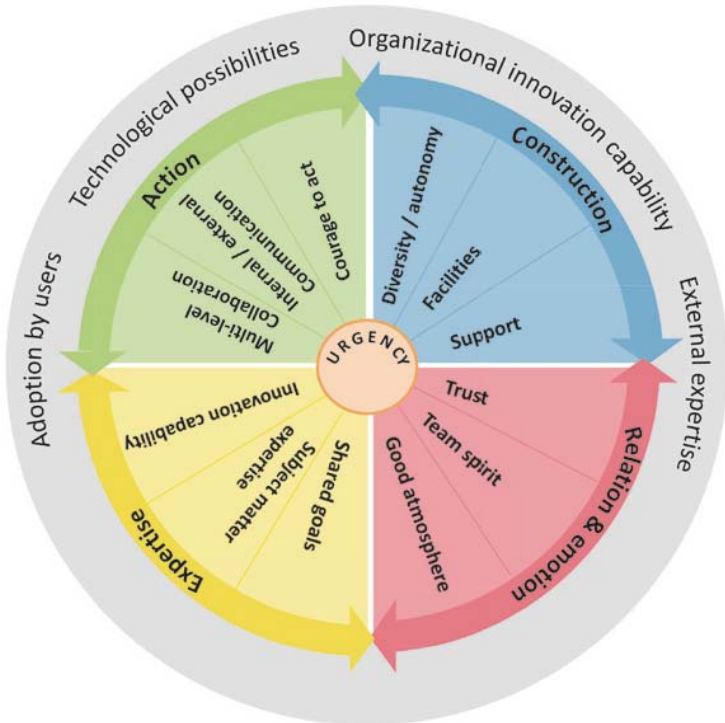 Technological possibilities
Organizational innovation capability
Adoption by users
External expertise
Action
Courage to act
Internal / external
Communication
Multi-level
Collaboration
Construction
Diversity / autonomy
Facilities
Support
URGENCY
Expertise
Innovation capability
Subject matter
expertise
Shared goals
Relation & emotion
Trust
Team spirit
Good atmosphere